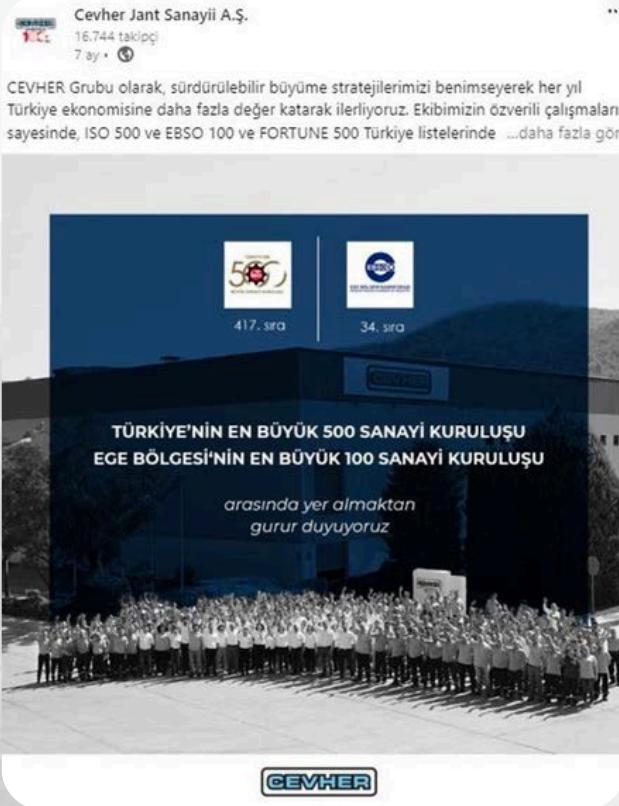 Cevher Jant Sanayii A.Ş.
16.744 takipçi
7 ay •
CEVHER Grubu olarak, sürdürülebilir büyüme stratejilerimizi benimseyerek her yıl
Türkiye ekonomisine daha fazla değer katarak ilerliyoruz. Ekibimizin özverili çalışmaları
sayesinde, ISO 500 ve EBSO 100 ve FORTUNE 500 Türkiye listelerinde ...daha fazla gör
500
EBSO
417. sıra
34. sıra
CEVHER
TÜRKİYE'NİN EN BÜYÜK 500 SANAYİ KURULUŞU
EGE BÖLGESİ'NİN EN BÜYÜK 100 SANAYİ KURULUŞU
arasında yer almaktan
gurur duyuyoruz
CEVHER